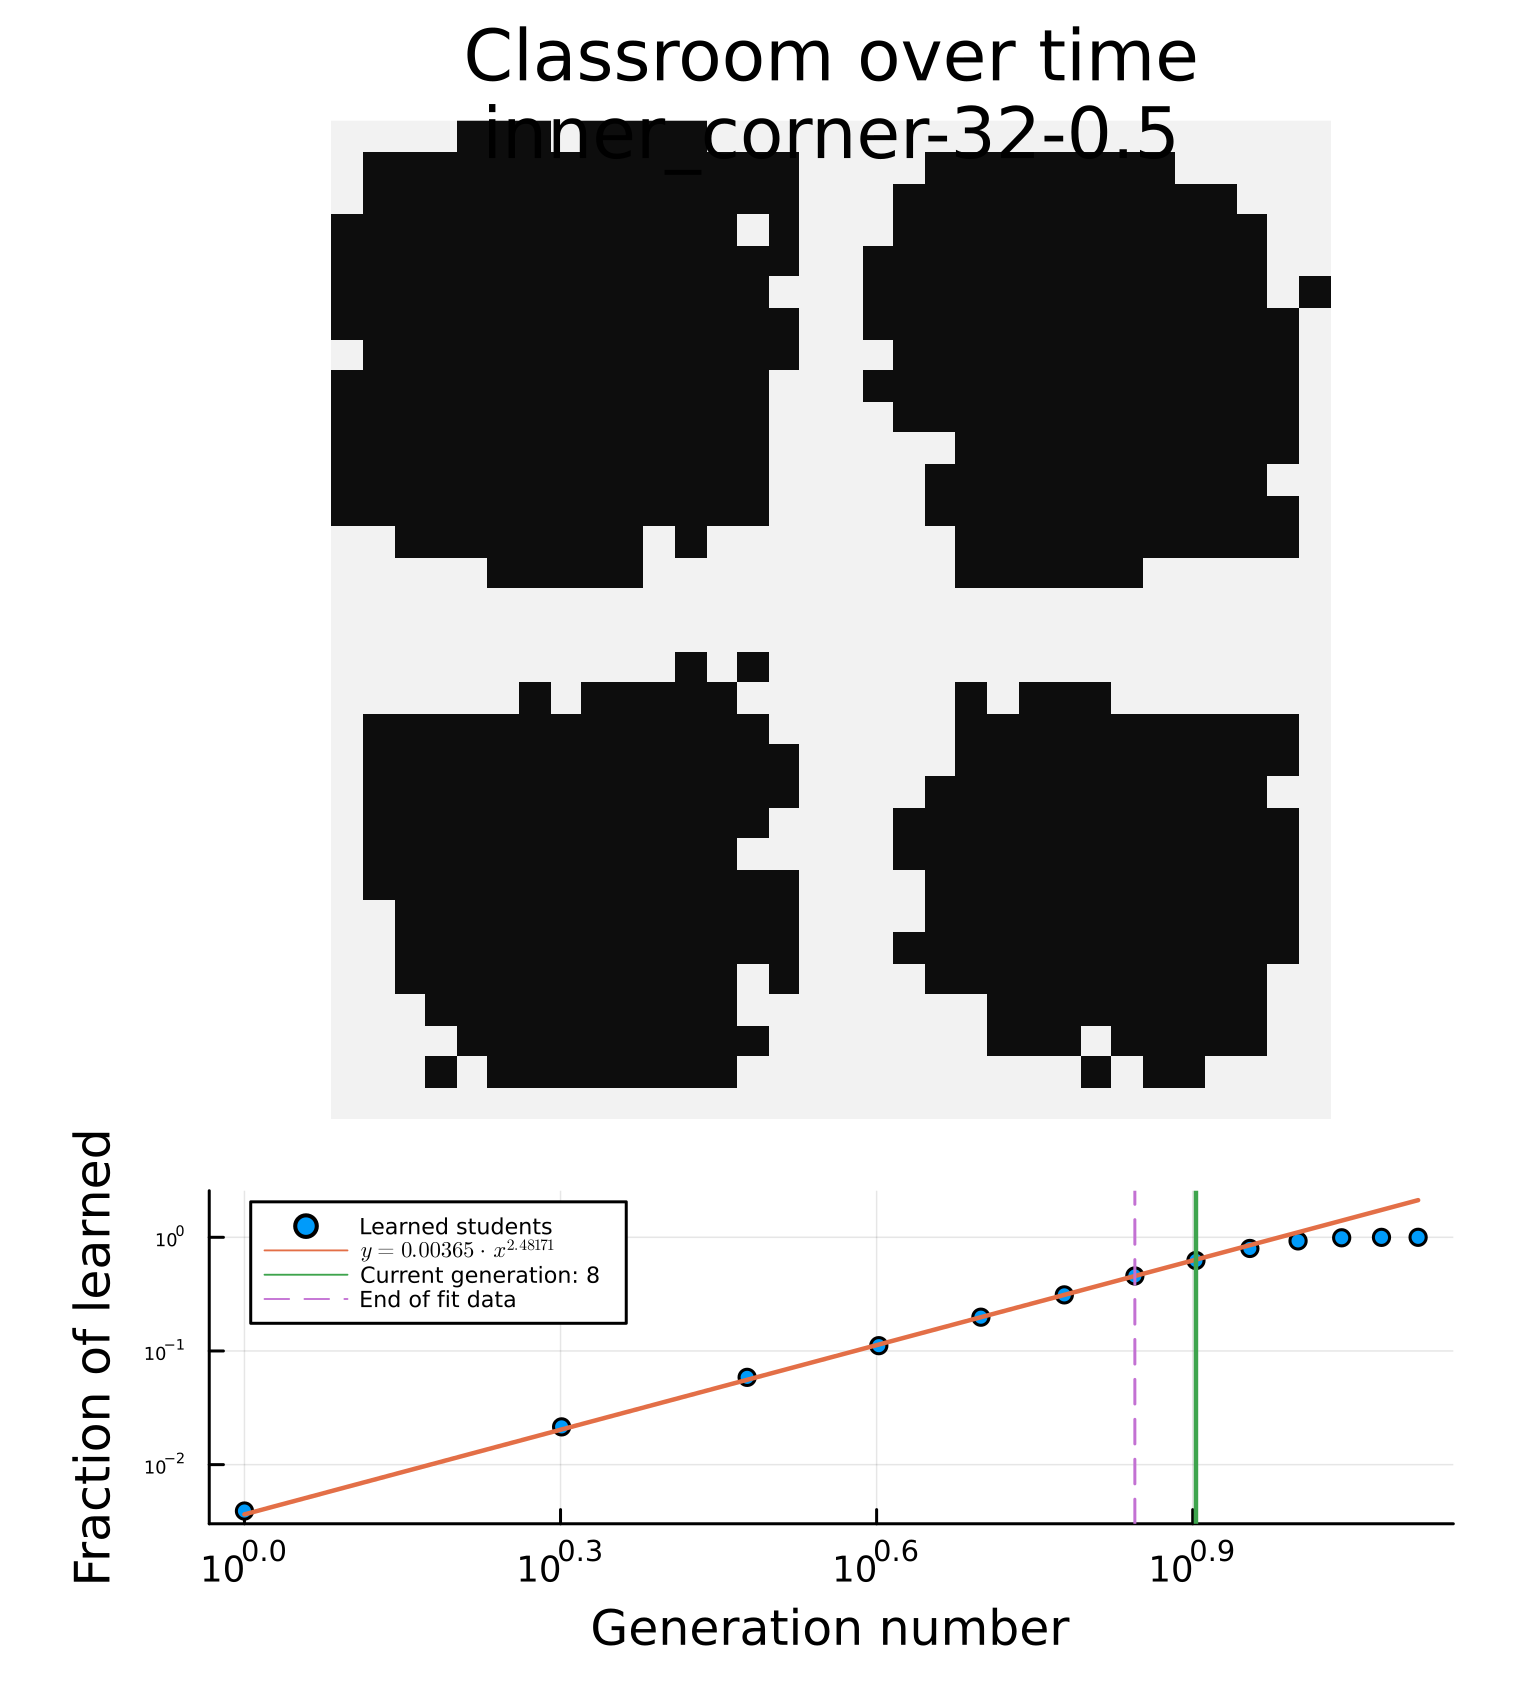 Classroom over time
inner_corner-32-0.5
Fraction of learned
10⁰
10⁻¹
10⁻²
Learned students
y = 0.00365 · x^2.48171
Current generation: 8
End of fit data
10^0.0
10^0.3
10^0.6
10^0.9
Generation number